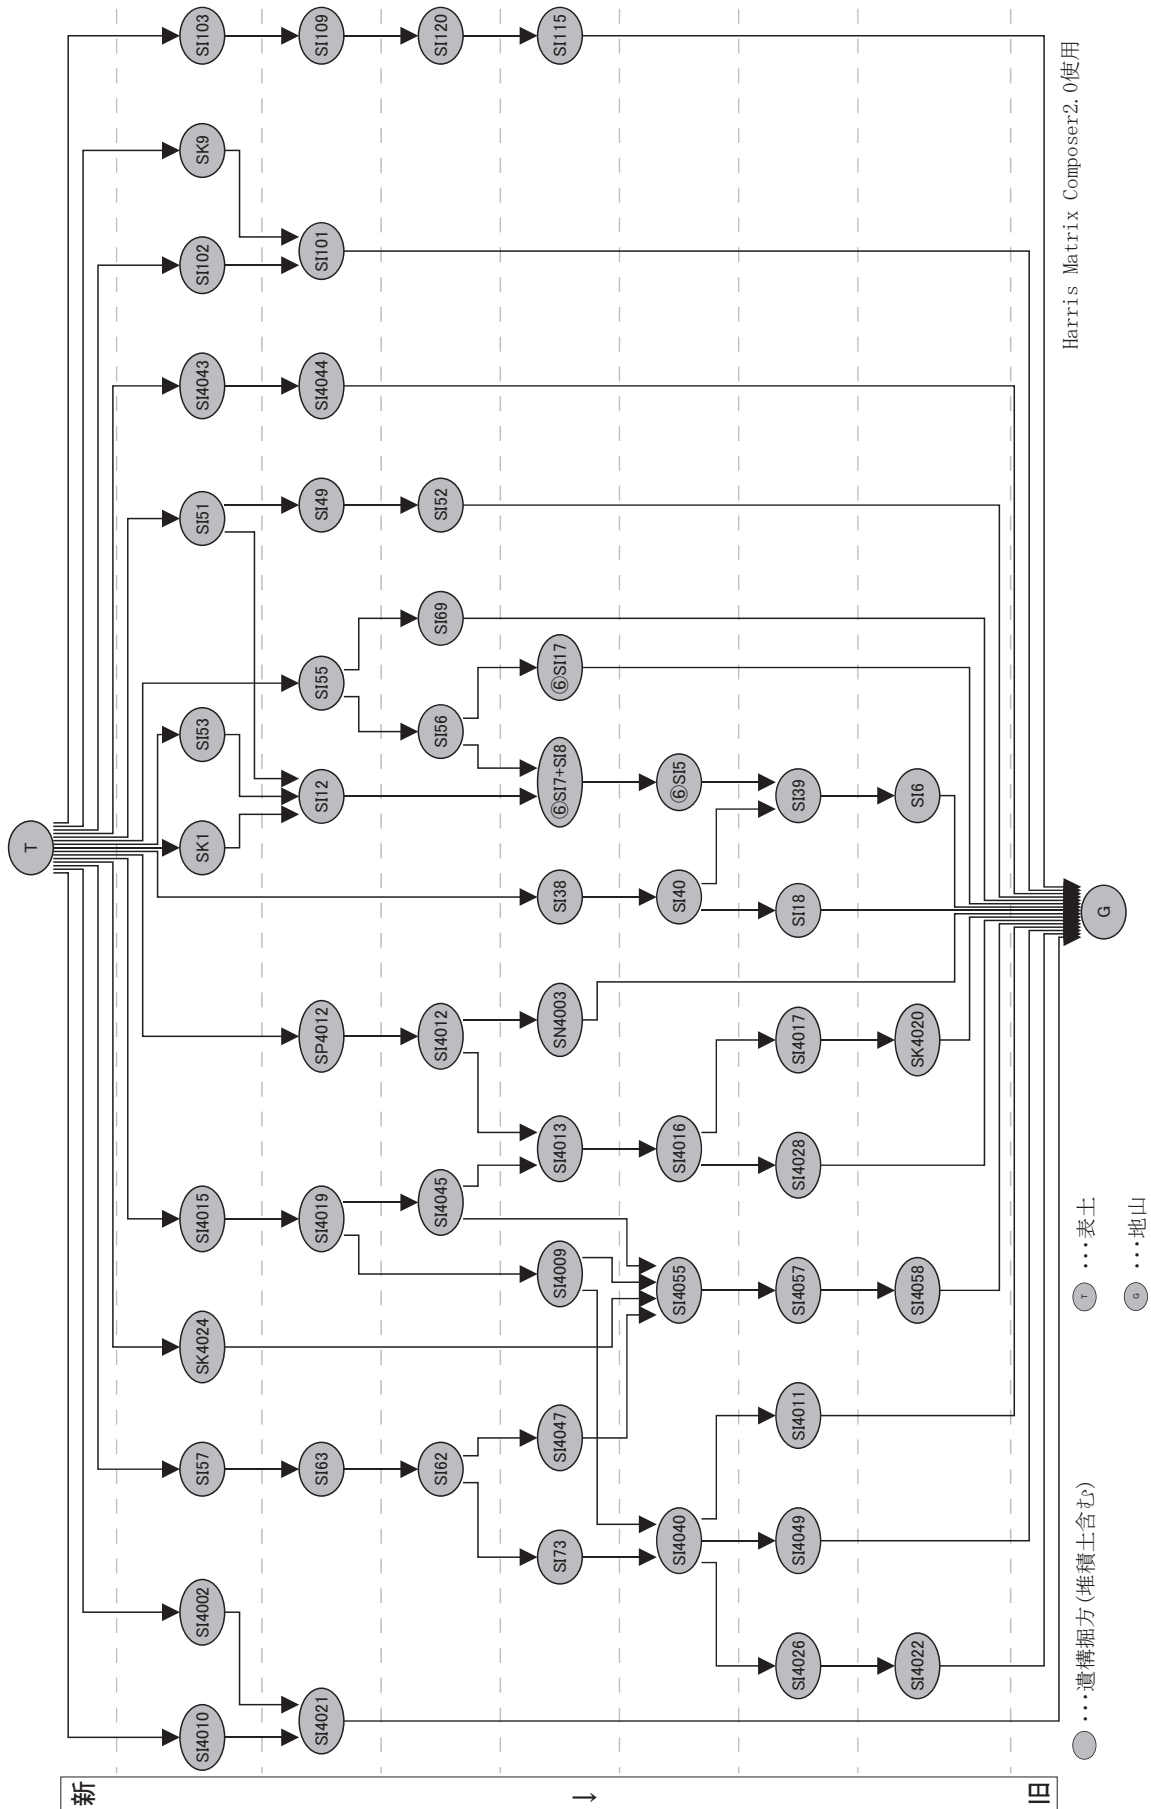 T
SI4010
SI4002
SI57
SK4024
SI4015
SK1
SI53
SI51
SI4043
SI102
SK9
SI103
SI4021
SI63
SI4019
SP4012
SI12
SI55
SI49
SI4044
SI101
SI109
SI62
SI4045
SI4012
SI56
SI69
SI52
SI120
SI73
SI4047
SI4009
SI4013
SN4003
SI38
⑥SI7+SI8
⑥SI17
SI115
SI4040
SI4055
SI4016
SI40
⑥SI5
SI4026
SI4049
SI4011
SI4057
SI4028
SI4017
SI18
SI39
SI4022
SI4058
SK4020
SI6
G
新
↓
旧
Harris Matrix Composer2.0使用
・・・遺構掘方(堆積土含む)
T ・・・表土
G ・・・地山